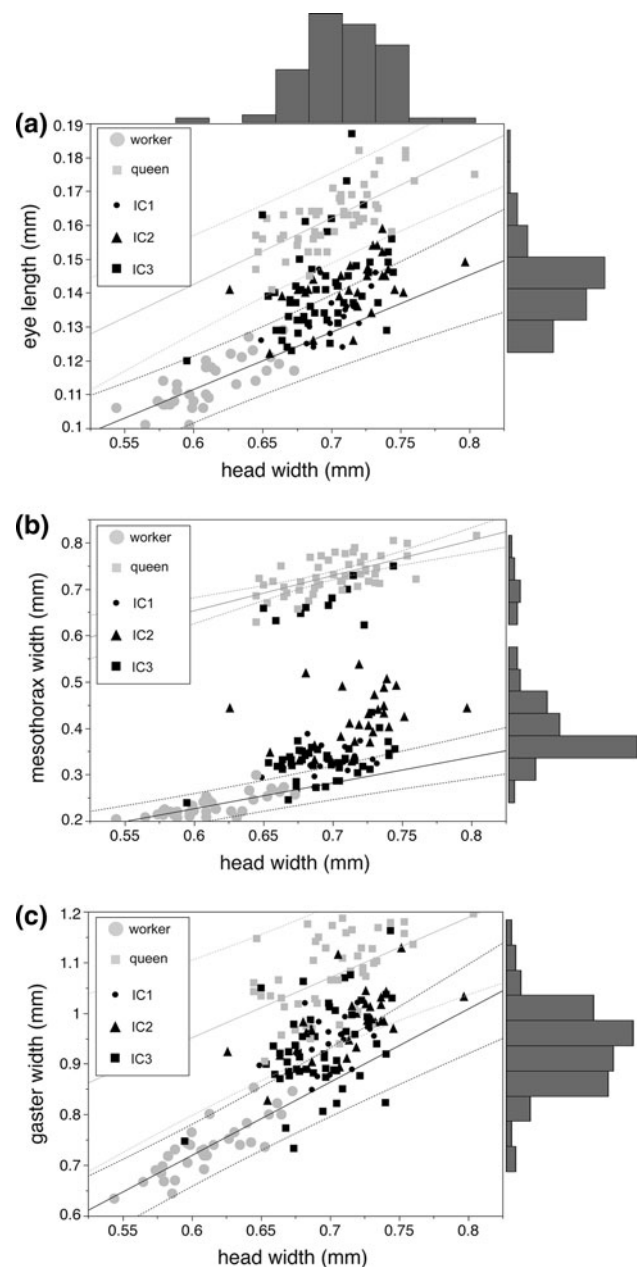 (a)
0.19
0.18
0.17
0.16
0.15
0.14
0.13
0.12
0.11
0.1
eye length (mm)
worker
queen
IC1
IC2
IC3
0.55 0.6 0.65 0.7 0.75 0.8
head width (mm)
(b)
0.8
0.7
0.6
0.5
0.4
0.3
0.2
mesothorax width (mm)
worker
queen
IC1
IC2
IC3
0.55 0.6 0.65 0.7 0.75 0.8
head width (mm)
(c)
1.2
1.1
1
0.9
0.8
0.7
0.6
gaster width (mm)
worker
queen
IC1
IC2
IC3
0.55 0.6 0.65 0.7 0.75 0.8
head width (mm)